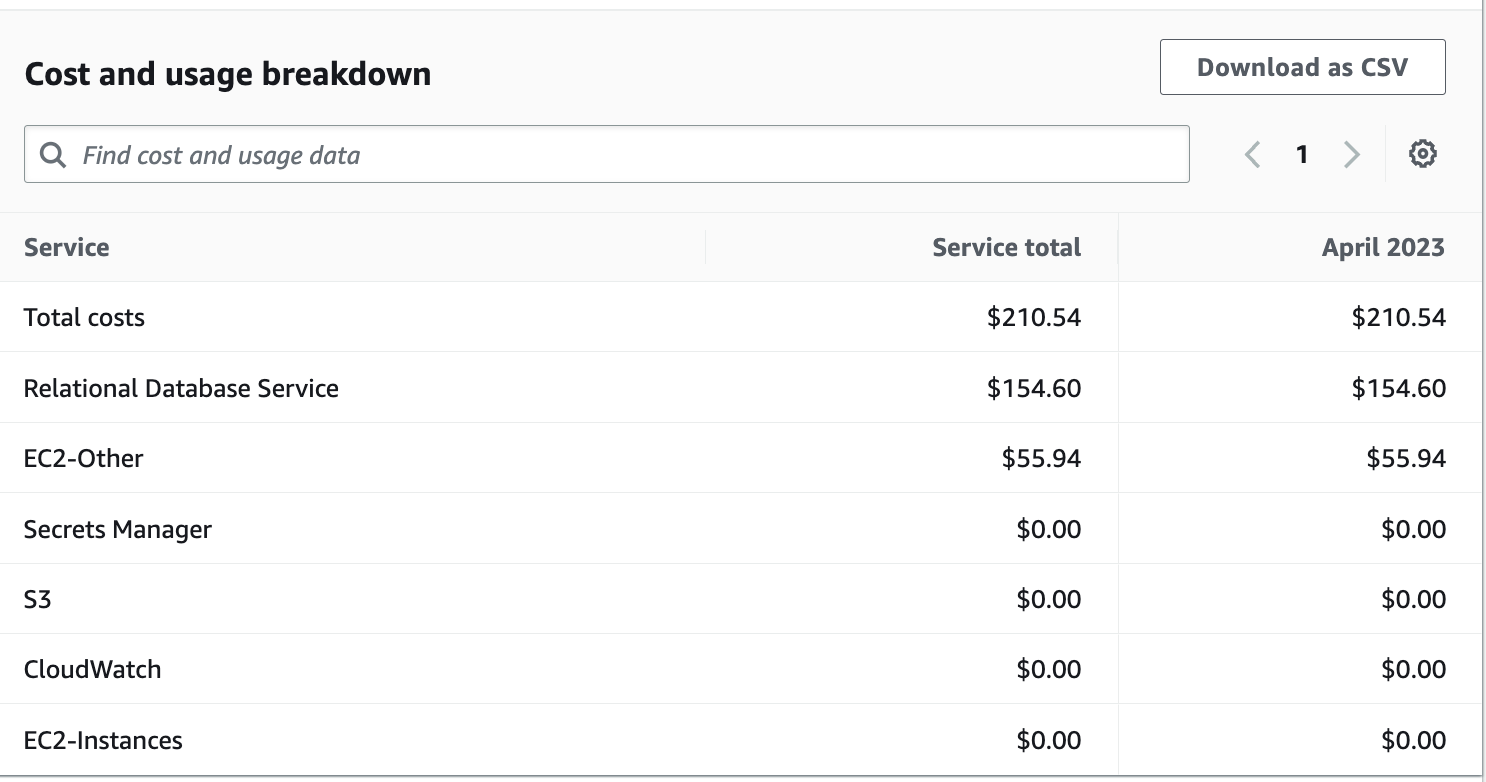 Cost and usage breakdown
Download as CSV
Find cost and usage data
1
Service Service total April 2023
Total costs $210.54 $210.54
Relational Database Service $154.60 $154.60
EC2-Other $55.94 $55.94
Secrets Manager $0.00 $0.00
S3 $0.00 $0.00
CloudWatch $0.00 $0.00
EC2-Instances $0.00 $0.00